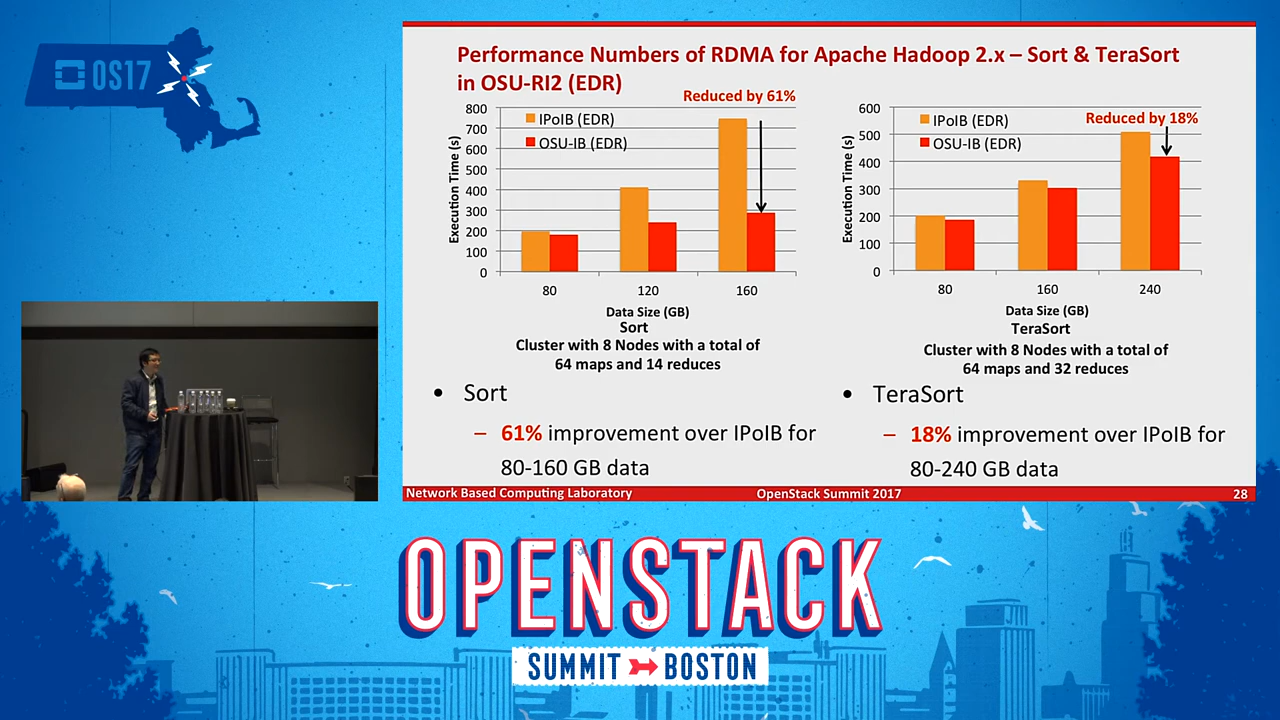 OS17
Performance Numbers of RDMA for Apache Hadoop 2.x – Sort & TeraSort
in OSU-RI2 (EDR)
Reduced by 61%
800
700
600
500
400
300
200
100
0
Execution Time (s)
IPoIB (EDR)
OSU-IB (EDR)
80
120
160
Data Size (GB)
Sort
Cluster with 8 Nodes with a total of
64 maps and 14 reduces
Reduced by 18%
600
500
400
300
200
100
0
Execution Time (s)
IPoIB (EDR)
OSU-IB (EDR)
80
160
240
Data Size (GB)
TeraSort
Cluster with 8 Nodes with a total of
64 maps and 32 reduces
• Sort
– 61% improvement over IPoIB for
80-160 GB data
• TeraSort
– 18% improvement over IPoIB for
80-240 GB data
Network Based Computing Laboratory
OpenStack Summit 2017
28
OPENSTACK
SUMMIT BOSTON